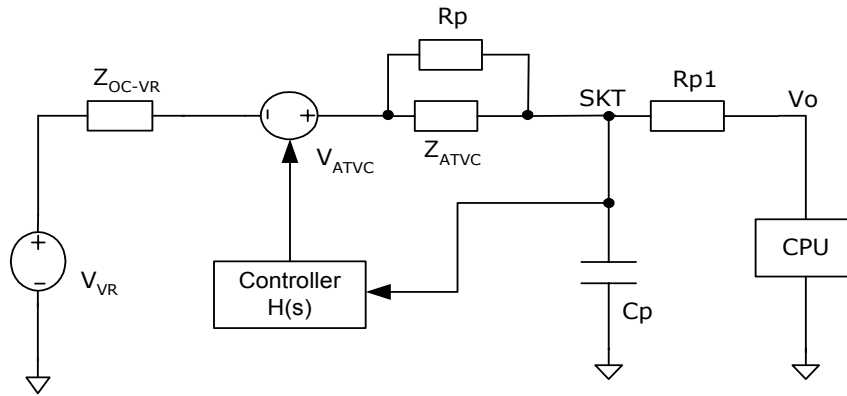 Rp
Z_OC-VR
SKT
Rp1
Vo
V_ATVC
Z_ATVC
V_VR
Controller
H(s)
CPU
Cp